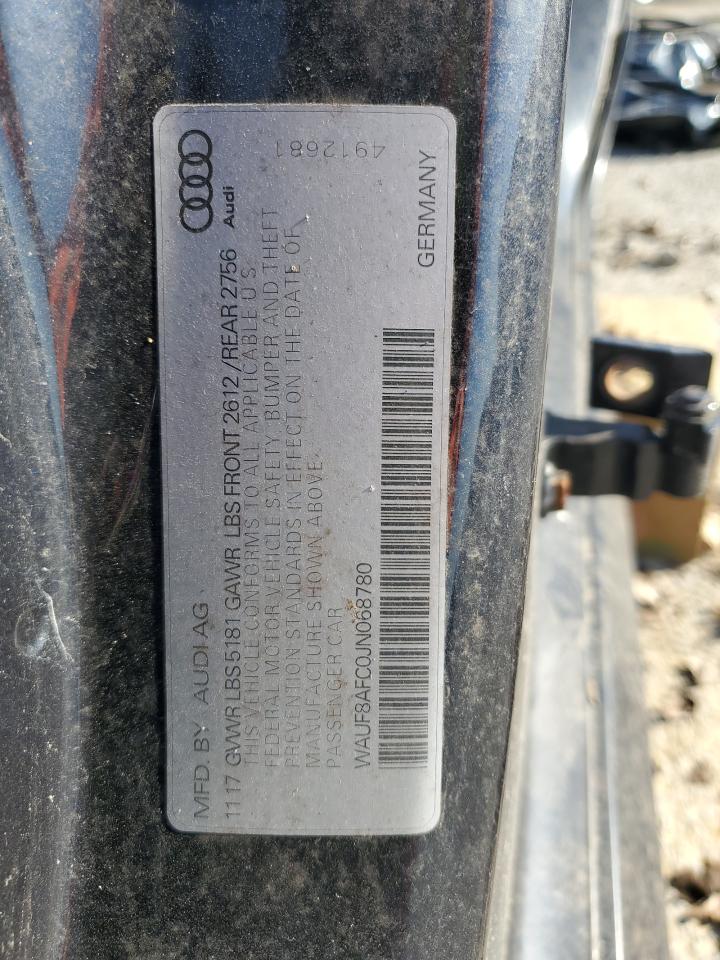 MFD. BY AUDI AG
Audi
1117 GVWR LBS 5181 GAWR LBS FRONT 2612 /REAR 2756
THIS VEHICLE CONFORMS TO ALL APPLICABLE U S
FEDERAL MOTOR VEHICLE SAFETY, BUMPER AND THEFT
PREVENTION STANDARDS IN EFFECT ON THE DATE OF
MANUFACTURE SHOWN ABOVE.
PASSENGER CAR
4912681
WAUF8AFC0JN068780
GERMANY